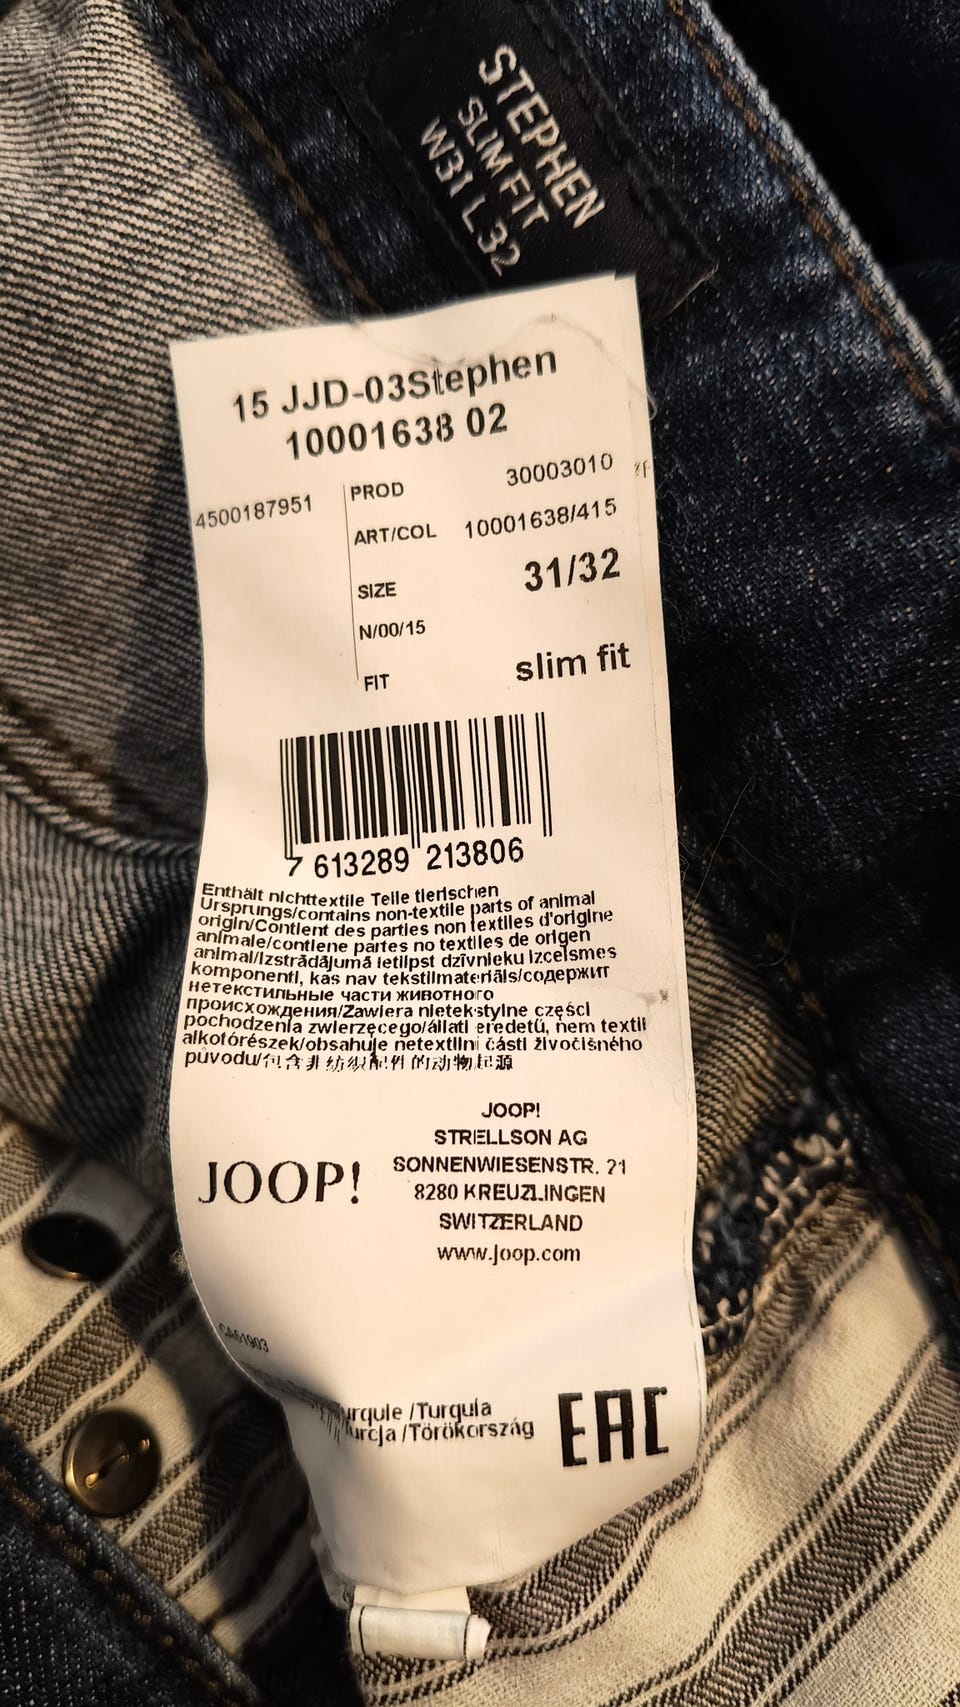 STEPHEN
SLIM FIT
W31 L32
15 JJD-03Stephen
10001638 02
4500187951
PROD 30003010
ART/COL 10001638/415
SIZE 31/32
N/00/15
FIT slim fit
7 613289 213806
Enthält nichttextile Teile tierischen
Ursprungs/contains non-textile parts of animal
origin/Contient des parties non textiles d'origine
animale/contiene partes no textiles de origen
animal/Izstrādājumā ietilpst dzīvnieku izcelsmes
komponenti, kas nav tekstilmateriāls/содержит
нетекстильные части животного
происхождения/Zawiera nietekstylne części
pochodzenia zwierzęcego/állati eredetű, nem textil
alkotórészek/obsahuje netextilní části živočišného
původu/包含非纺织配件的动物起源
JOOP!
JOOP!
STRELLSON AG
SONNENWIESENSTR. 21
8280 KREUZLINGEN
SWITZERLAND
www.joop.com
CA61903
urquie /Turquia
urcja /Törökország
EAC